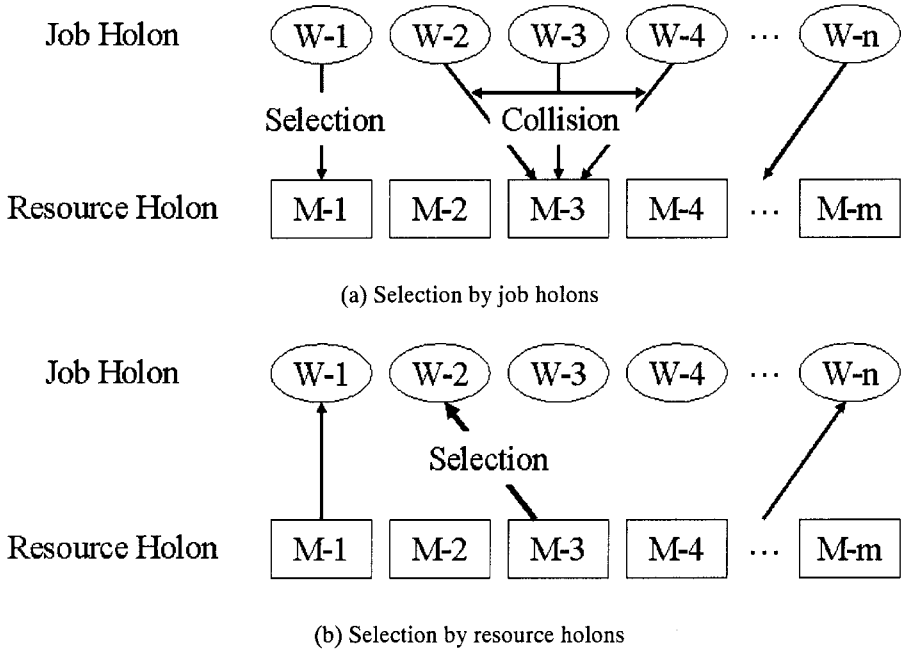 Job Holon W-1 W-2 W-3 W-4 ... W-n
Selection Collision
Resource Holon M-1 M-2 M-3 M-4 ... M-m
(a) Selection by job holons
Job Holon W-1 W-2 W-3 W-4 ... W-n
Selection
Resource Holon M-1 M-2 M-3 M-4 ... M-m
(b) Selection by resource holons